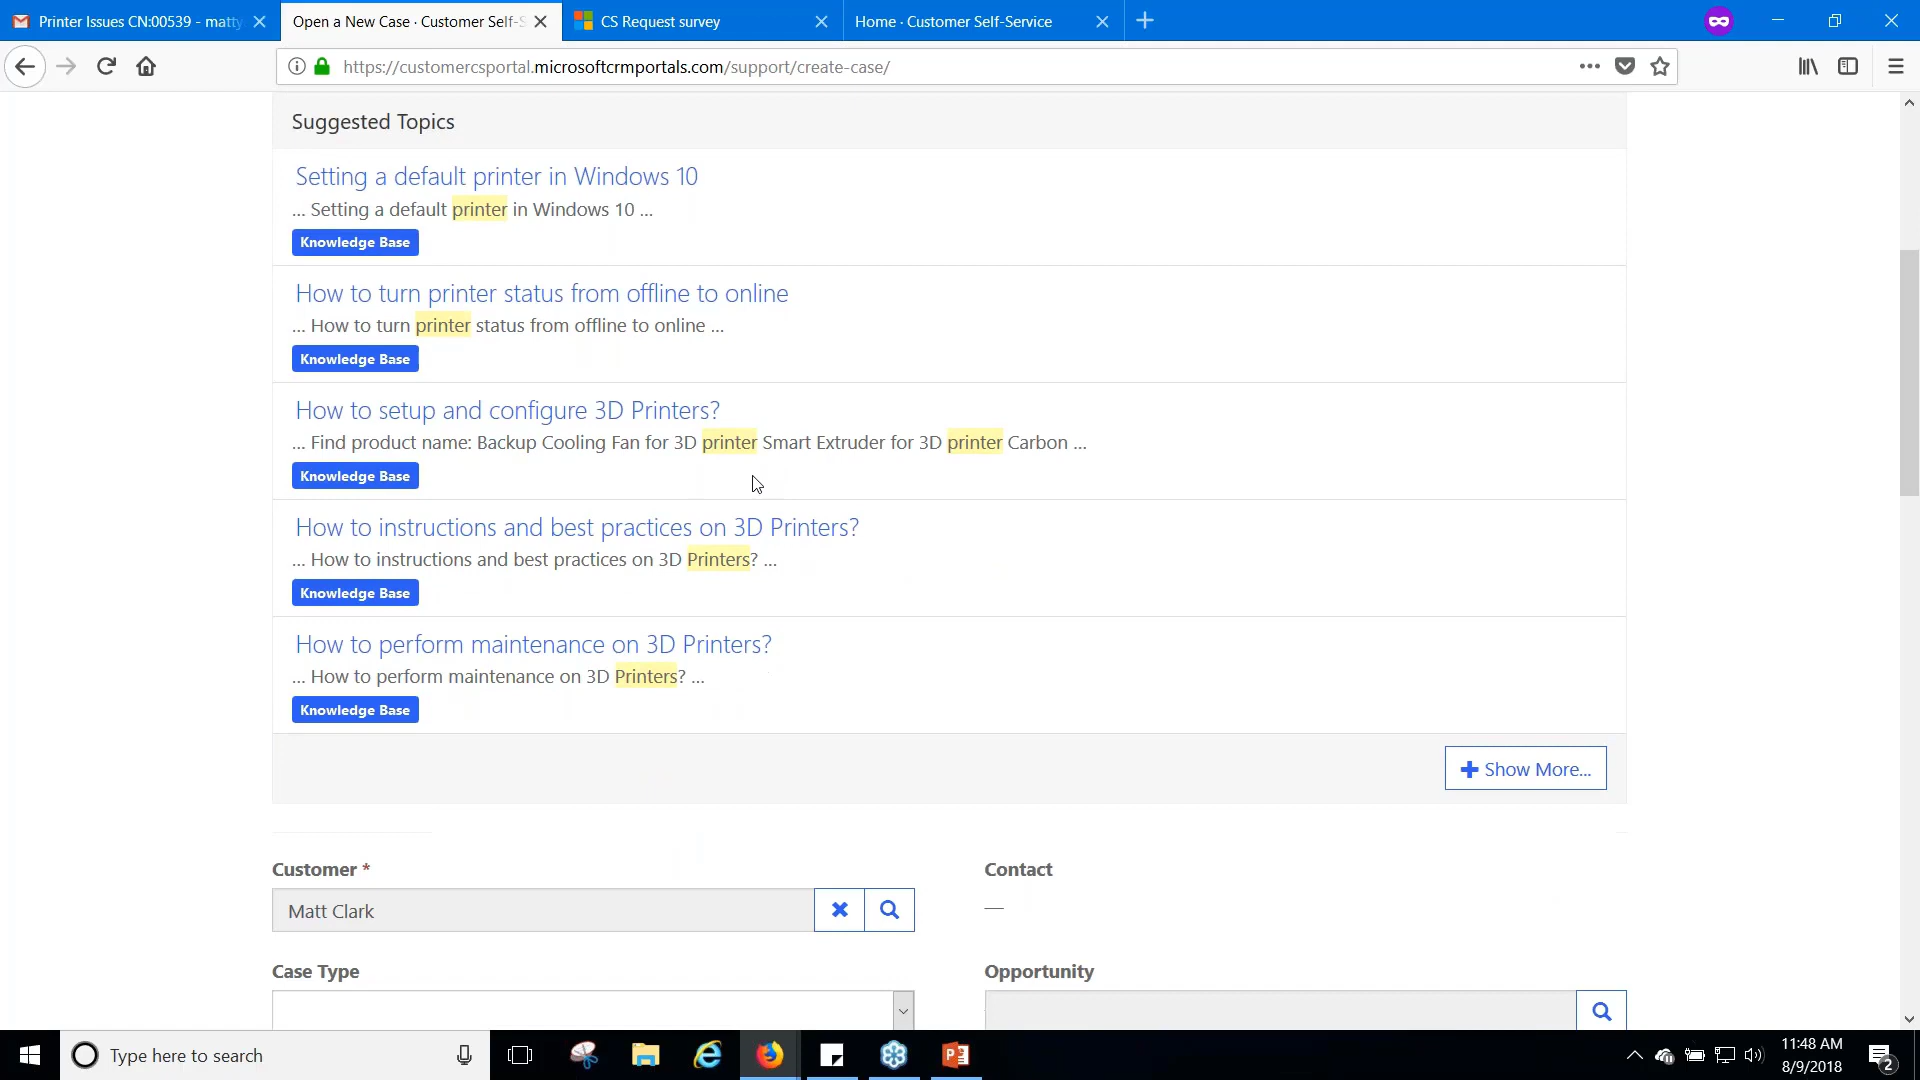 Printer Issues CN:00539 - matty
Open a New Case · Customer Self-S
CS Request survey
Home · Customer Self-Service
https://customercsportal.microsoftcrmportals.com/support/create-case/
Suggested Topics
Setting a default printer in Windows 10
... Setting a default printer in Windows 10 ...
Knowledge Base
How to turn printer status from offline to online
... How to turn printer status from offline to online ...
Knowledge Base
How to setup and configure 3D Printers?
... Find product name: Backup Cooling Fan for 3D printer Smart Extruder for 3D printer Carbon ...
Knowledge Base
How to instructions and best practices on 3D Printers?
... How to instructions and best practices on 3D Printers? ...
Knowledge Base
How to perform maintenance on 3D Printers?
... How to perform maintenance on 3D Printers? ...
Knowledge Base
Show More...
Customer *
Contact
Matt Clark
—
Case Type
Opportunity
Type here to search
11:48 AM
8/9/2018
2